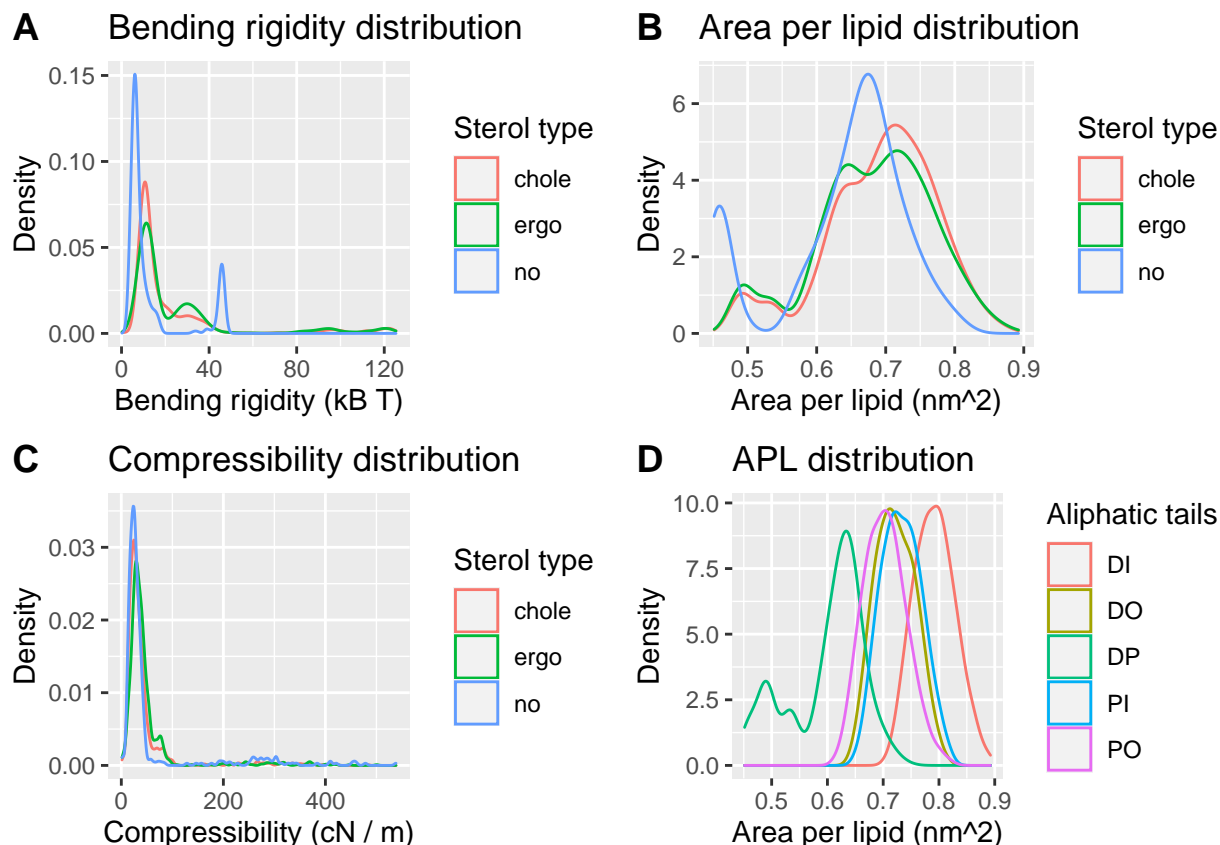 A Bending rigidity distribution
0.15
0.10
0.05
0.00
Density
0 40 80 120
Bending rigidity (kB T)
Sterol type
chole
ergo
no
B Area per lipid distribution
6
4
2
0
Density
0.5 0.6 0.7 0.8 0.9
Area per lipid (nm^2)
Sterol type
chole
ergo
no
C Compressibility distribution
0.03
0.02
0.01
0.00
Density
0 200 400
Compressibility (cN / m)
Sterol type
chole
ergo
no
D APL distribution
10.0
7.5
5.0
2.5
0.0
Density
0.5 0.6 0.7 0.8 0.9
Area per lipid (nm^2)
Aliphatic tails
DI
DO
DP
PI
PO